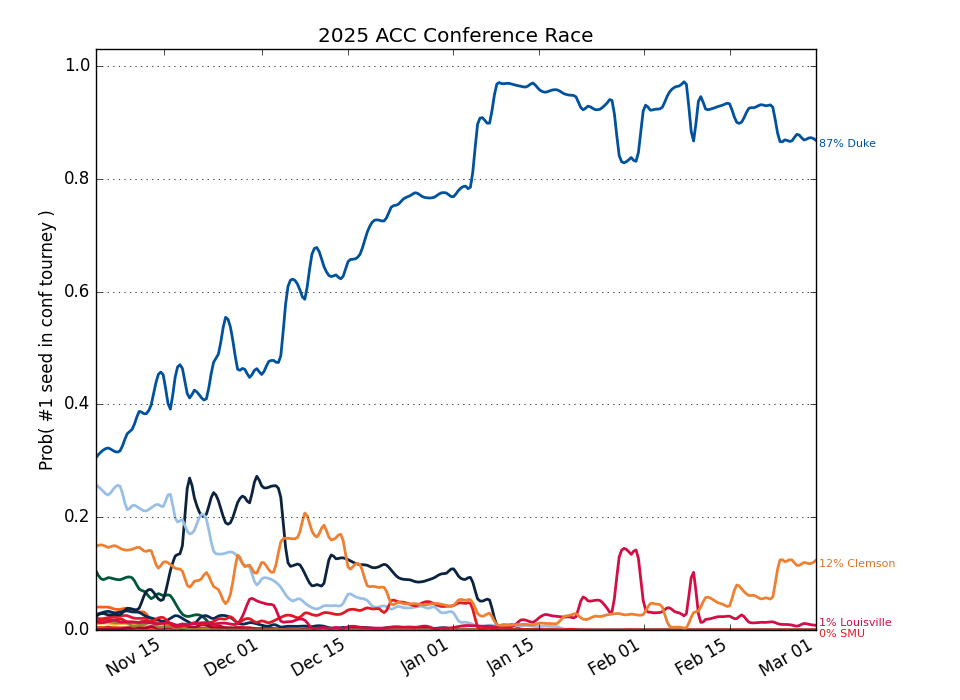 2025 ACC Conference Race
Prob( #1 seed in conf tourney )
1.0
0.8
0.6
0.4
0.2
0.0
87% Duke
12% Clemson
1% Louisville
0% SMU
Nov 15
Dec 01
Dec 15
Jan 01
Jan 15
Feb 01
Feb 15
Mar 01